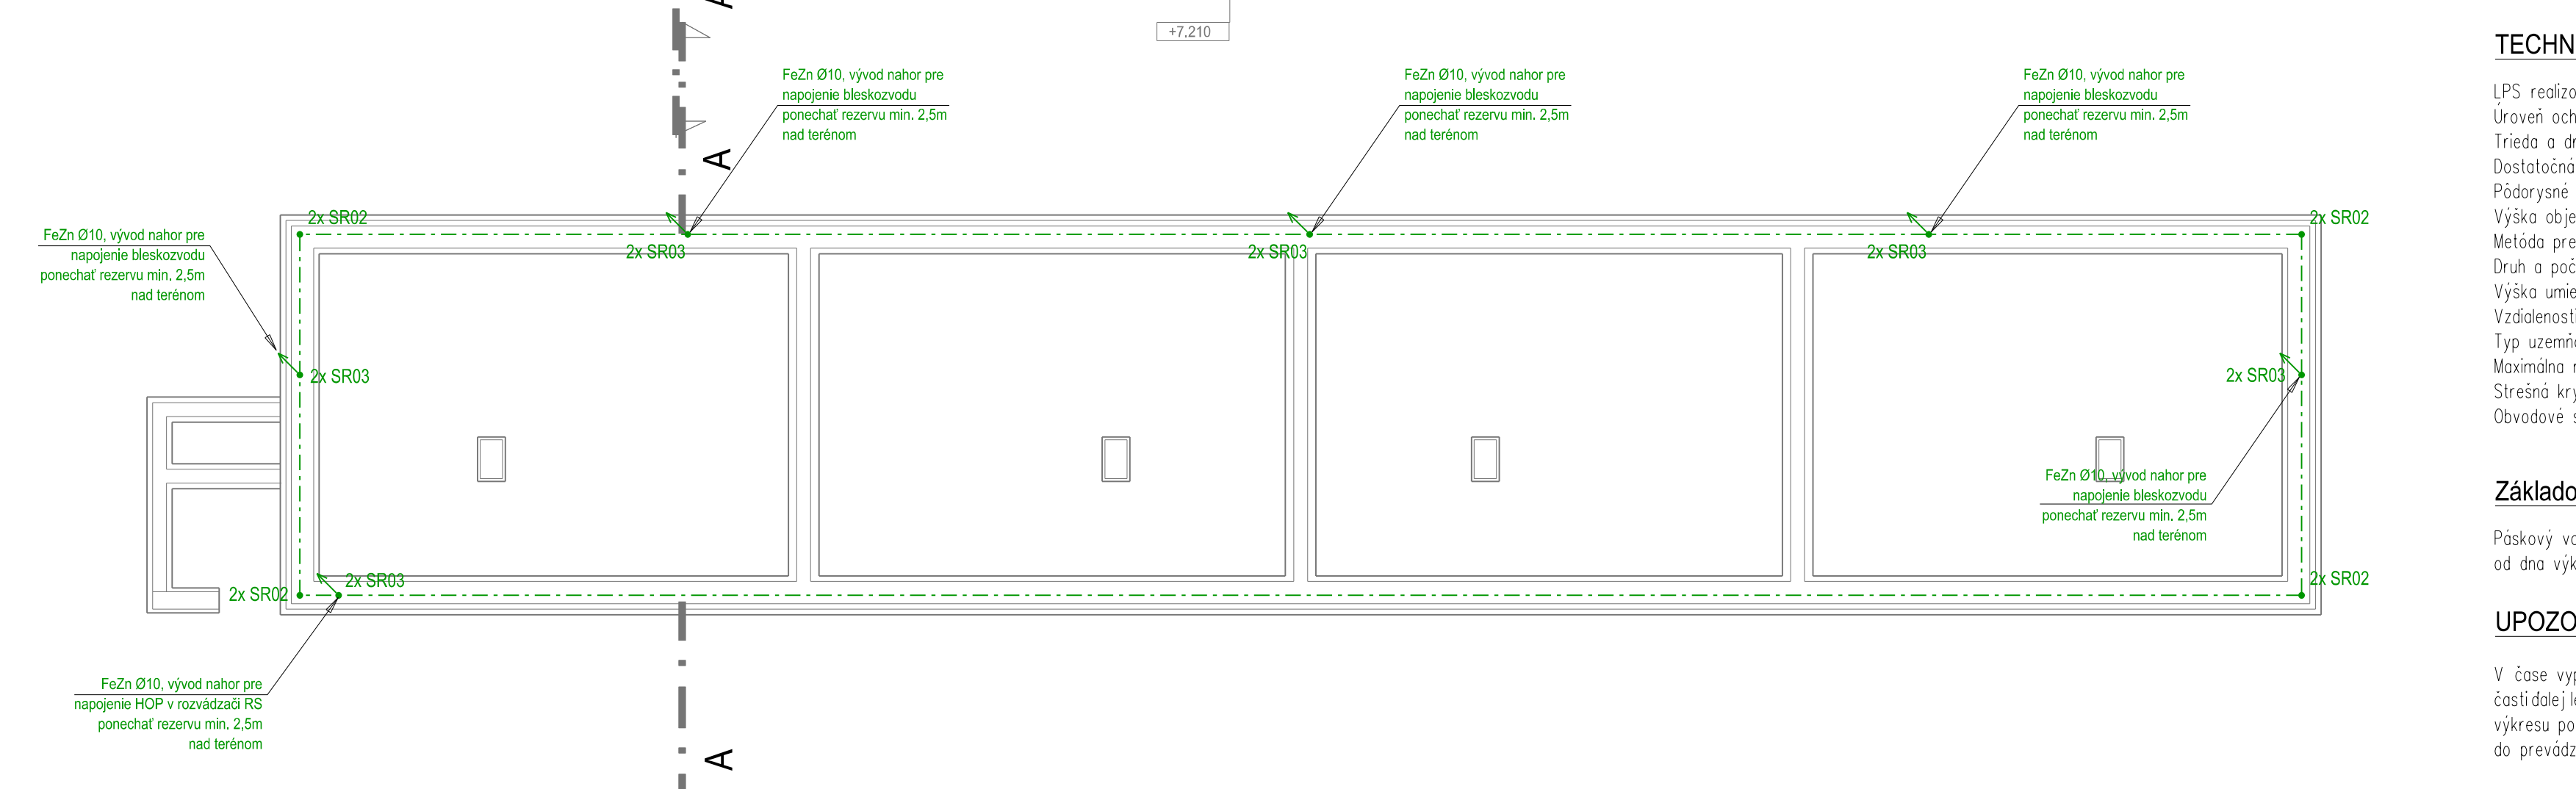 A
+7.210
FeZn Ø10, vývod nahor pre
napojenie bleskozvodu
ponechať rezervu min. 2,5m
nad terénom
FeZn Ø10, vývod nahor pre
napojenie bleskozvodu
ponechať rezervu min. 2,5m
nad terénom
FeZn Ø10, vývod nahor pre
napojenie bleskozvodu
ponechať rezervu min. 2,5m
nad terénom
A
2x SR02
2x SR02
FeZn Ø10, vývod nahor pre
napojenie bleskozvodu
ponechať rezervu min. 2,5m
nad terénom
2x SR03
2x SR03
2x SR03
2x SR03
2x SR03
FeZn Ø10, vývod nahor pre
napojenie bleskozvodu
ponechať rezervu min. 2,5m
nad terénom
2x SR03
2x SR02
2x SR02
FeZn Ø10, vývod nahor pre
napojenie HOP v rozvádzači RS
ponechať rezervu min. 2,5m
nad terénom
A
TECHN
LPS realizo
Úroveň och
Trieda a dr
Dostatočná
Pôdorysné
Výška obje
Metóda pre
Druh a poč
Výška umie
Vzdialenosti
Typ uzemňo
Maximálna r
Strešná kry
Obvodové s
Základo
Páskový vo
od dna výk
UPOZO
V čase vyp
časti ďalej le
výkresu po
do prevádz